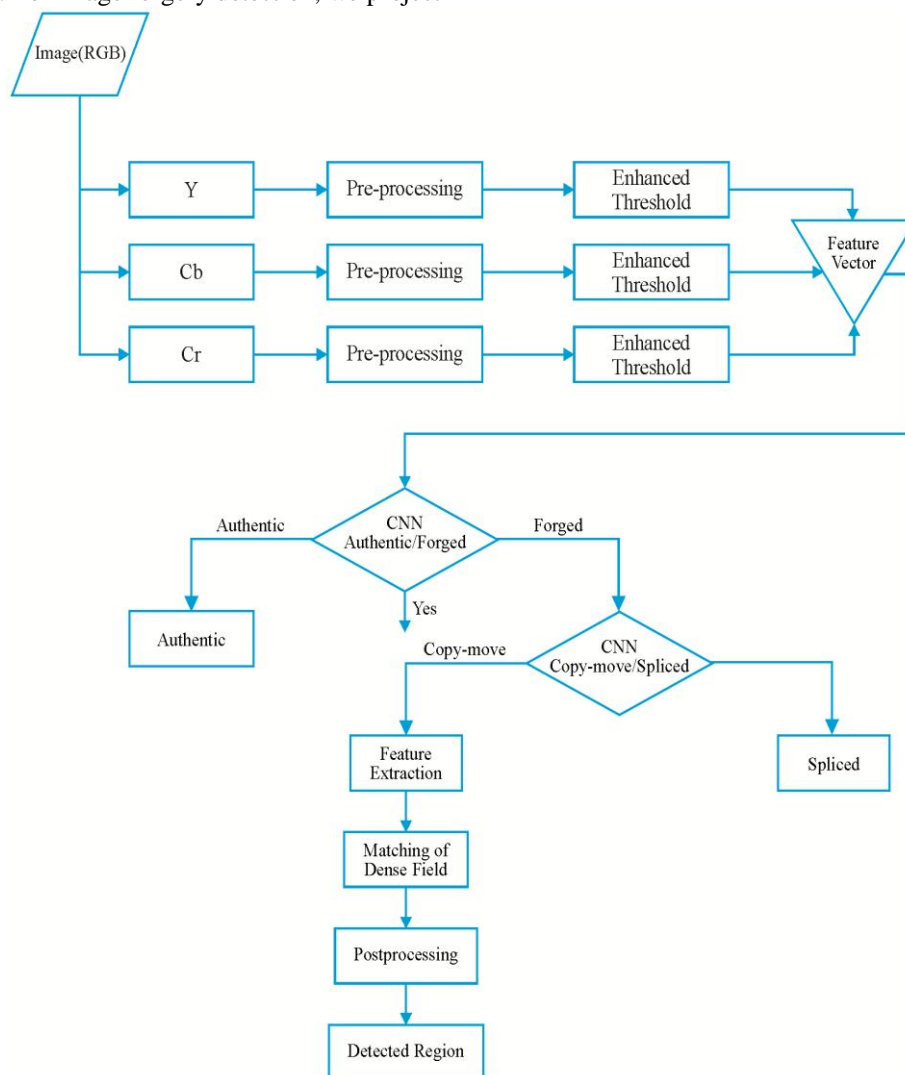 Image(RGB)
Y
Pre-processing
Enhanced
Threshold
Feature
Vector
Cb
Pre-processing
Enhanced
Threshold
Cr
Pre-processing
Enhanced
Threshold
Authentic
CNN
Authentic/Forged
Forged
Yes
Authentic
Copy-move
CNN
Copy-move/Spliced
Feature
Extraction
Spliced
Matching of
Dense Field
Postprocessing
Detected Region